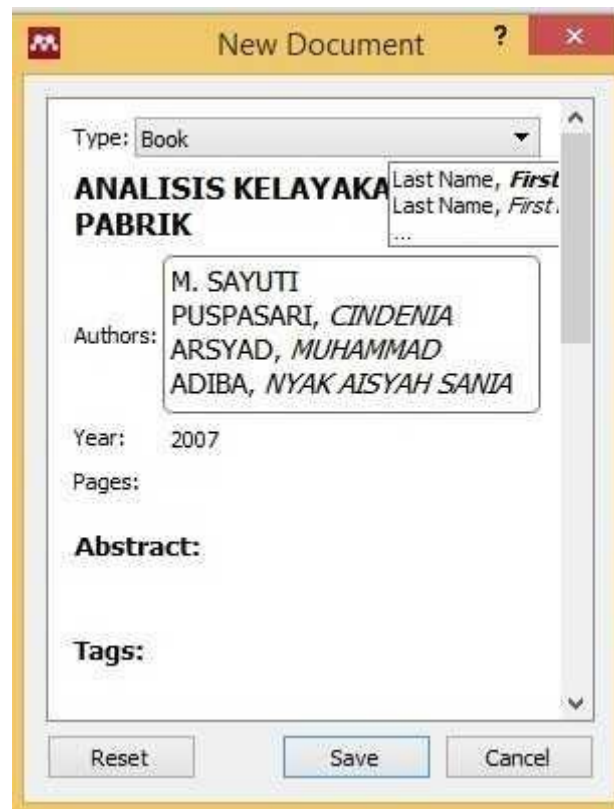 New Document
?
×
Type: Book
ANALISIS KELAYAKA
PABRIK
Last Name, First
Last Name, First
...
Authors: M. SAYUTI
PUSPASARI, CINDENIA
ARSYAD, MUHAMMAD
ADIBA, NYAK AISYAH SANIA
Year: 2007
Pages:
Abstract:
Tags:
Reset Save Cancel